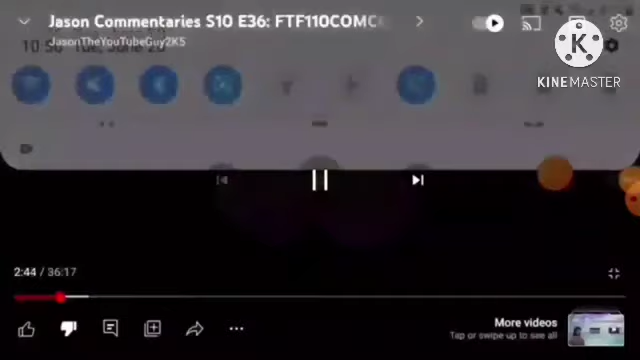 Jason Commentaries S10 E36: FTF110COMC
JasonTheYouTubeGuy2K5
K
KINEMASTER
2:44 / 36:17
More videos
Tap or swipe up to see all